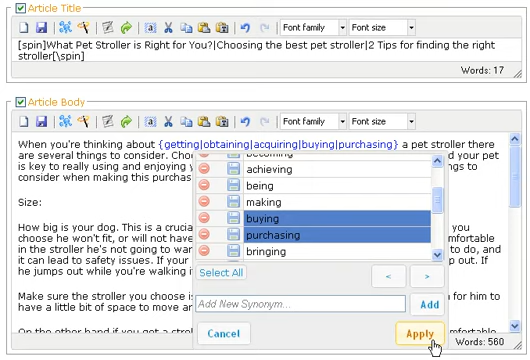 Article Title
Font family Font size
[spin]What Pet Stroller is Right for You?|Choosing the best pet stroller|2 Tips for finding the right
stroller[\spin]
Words: 17
Article Body
Font family Font size
When you're thinking about {getting|obtaining|acquiring|buying|purchasing} a pet stroller there
are several things to consider. Choo
d your pet
is key to really using and enjoying y
ngs to
consider when making this purchas
becoming
achieving
being
making
buying
purchasing
bringing
Size:
How big is your dog. This is a crucia
you
choose he won't fit, or will not have
mfortable
in the stroller he's not going to wan
to do, and
it can lead to safety issues. If your
p out. If
he jumps out while you're walking it
Select All
<
>
Make sure the stroller you choose is
for him to
have a little bit of space to move ar
Add New Synonym...
Add
On the other hand if you get a strol
mfortable
Cancel
Apply
Words: 560